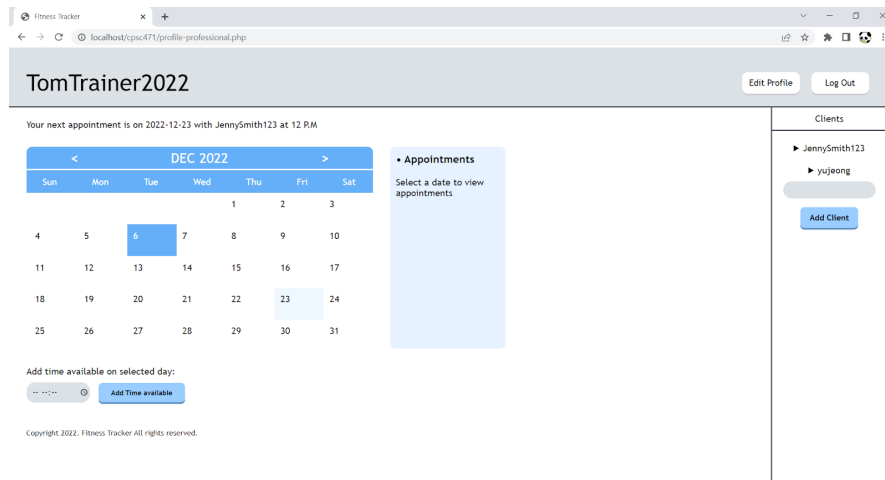 Fitness Tracker
localhost/cpsc471/profile-professional.php
TomTrainer2022
Edit Profile
Log Out
Your next appointment is on 2022-12-23 with JennySmith123 at 12 P.M
< DEC 2022 >
Sun Mon Tue Wed Thu Fri Sat
1 2 3
4 5 6 7 8 9 10
11 12 13 14 15 16 17
18 19 20 21 22 23 24
25 26 27 28 29 30 31
• Appointments
Select a date to view
appointments
Add time available on selected day:
-- --:--
Add Time available
Copyright 2022. Fitness Tracker All rights reserved.
Clients
▶ JennySmith123
▶ yujeong
Add Client